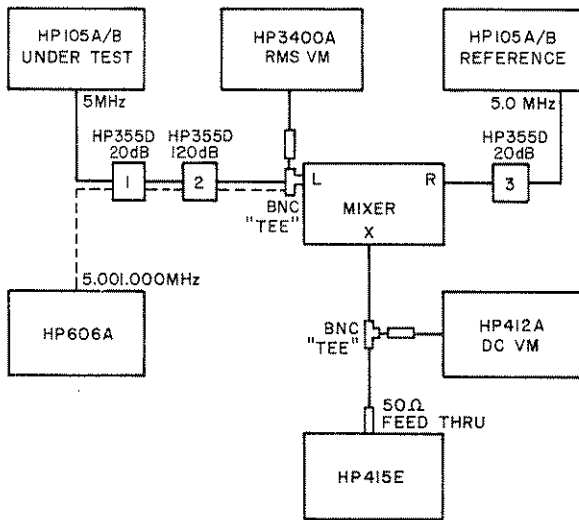 HP105A/B
UNDER TEST
HP3400A
RMS VM
HP105A/B
REFERENCE
5MHz
5.0 MHz
HP355D
20dB
HP355D
120dB
HP355D
20dB
1
2
L
R
3
MIXER
X
BNC
"TEE"
5.001.000MHz
HP606A
BNC
"TEE"
HP412A
DC VM
50Ω
FEED THRU
HP415E